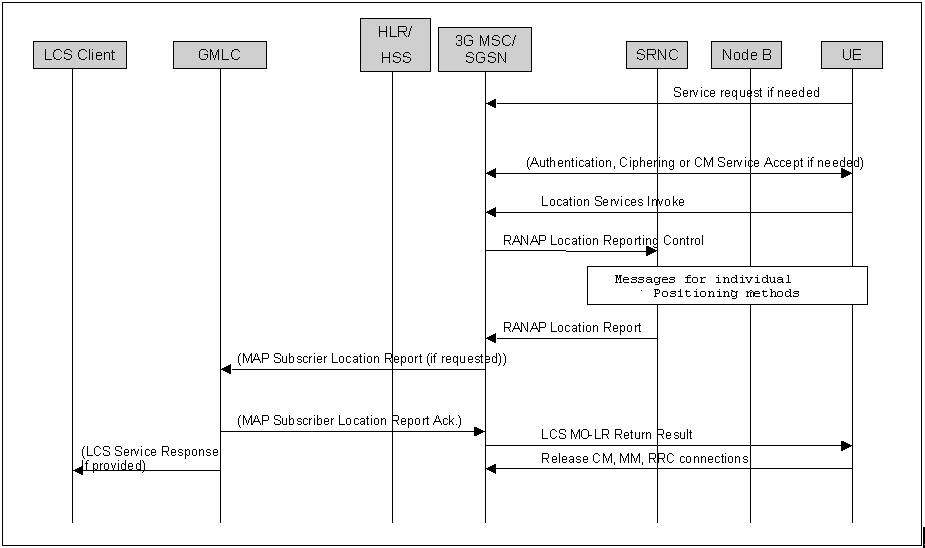 LCS Client
GMLC
HLR/
HSS
3G MSC/
SGSN
SRNC
Node B
UE
Service request if needed
(Authentication, Ciphering or CM Service Accept if needed)
Location Services Invoke
RANAP Location Reporting Control
Messages for individual
Positioning methods
RANAP Location Report
(MAP Subscrier Location Report (if requested))
(MAP Subscriber Location Report Ack.)
LCS MO-LR Return Result
(LCS Service Response
If provided)
Release CM, MM, RRC connections